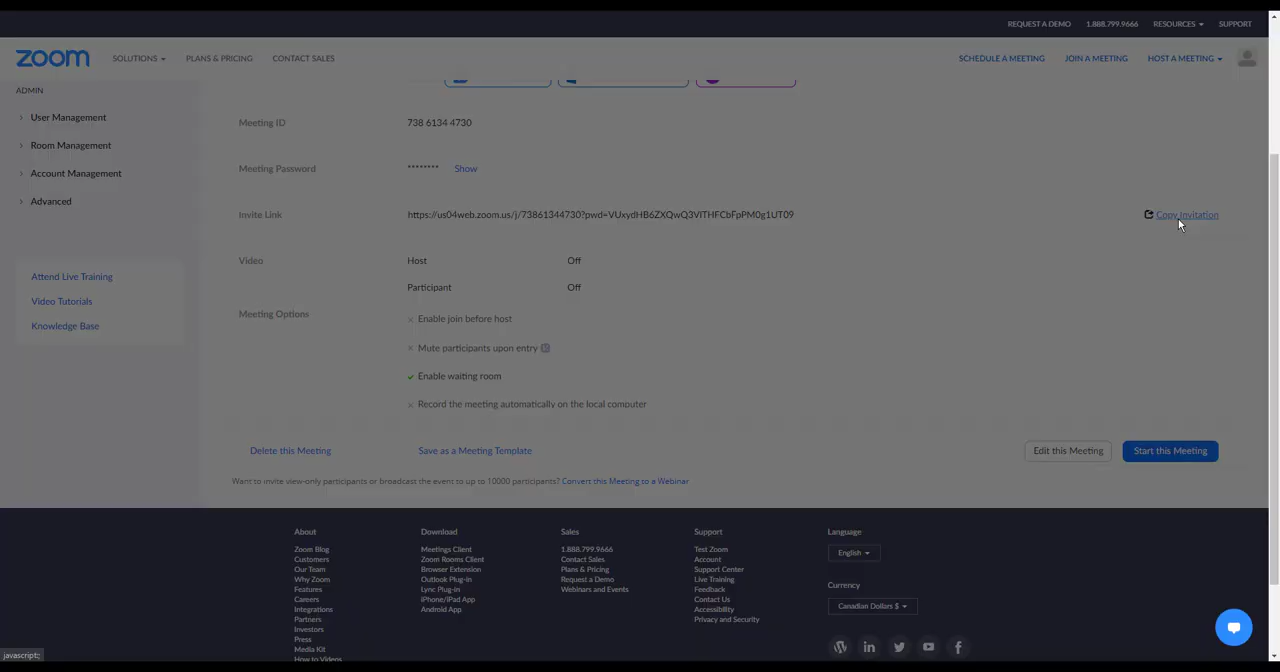 REQUEST A DEMO 1.888.799.9666 RESOURCES SUPPORT
zoom SOLUTIONS PLANS & PRICING CONTACT SALES SCHEDULE A MEETING JOIN A MEETING HOST A MEETING
ADMIN
User Management
Room Management
Account Management
Advanced
Attend Live Training
Video Tutorials
Knowledge Base
Meeting ID 738 6134 4730
Meeting Password ******** Show
Invite Link https://us04web.zoom.us/j/73861344730?pwd=VUxydHB6ZXQwQ3VITHFCbFpPM0g1UT09 Copy Invitation
Video Host Off
Participant Off
Meeting Options
Enable join before host
Mute participants upon entry
Enable waiting room
Record the meeting automatically on the local computer
Delete this Meeting Save as a Meeting Template Edit this Meeting Start this Meeting
Want to invite view-only participants or broadcast the event to up to 10000 participants? Convert this Meeting to a Webinar
About
Zoom Blog
Customers
Our Team
Why Zoom
Features
Careers
Integrations
Partners
Investors
Press
Media Kit
How to Videos
Download
Meetings Client
Zoom Rooms Client
Browser Extension
Outlook Plug-in
Lync Plug-in
iPhone/iPad App
Android App
Sales
1.888.799.9666
Contact Sales
Plans & Pricing
Request a Demo
Webinars and Events
Support
Test Zoom
Account
Support Center
Live Training
Feedback
Contact Us
Accessibility
Privacy and Security
Language
English
Currency
Canadian Dollars $
javascript:;